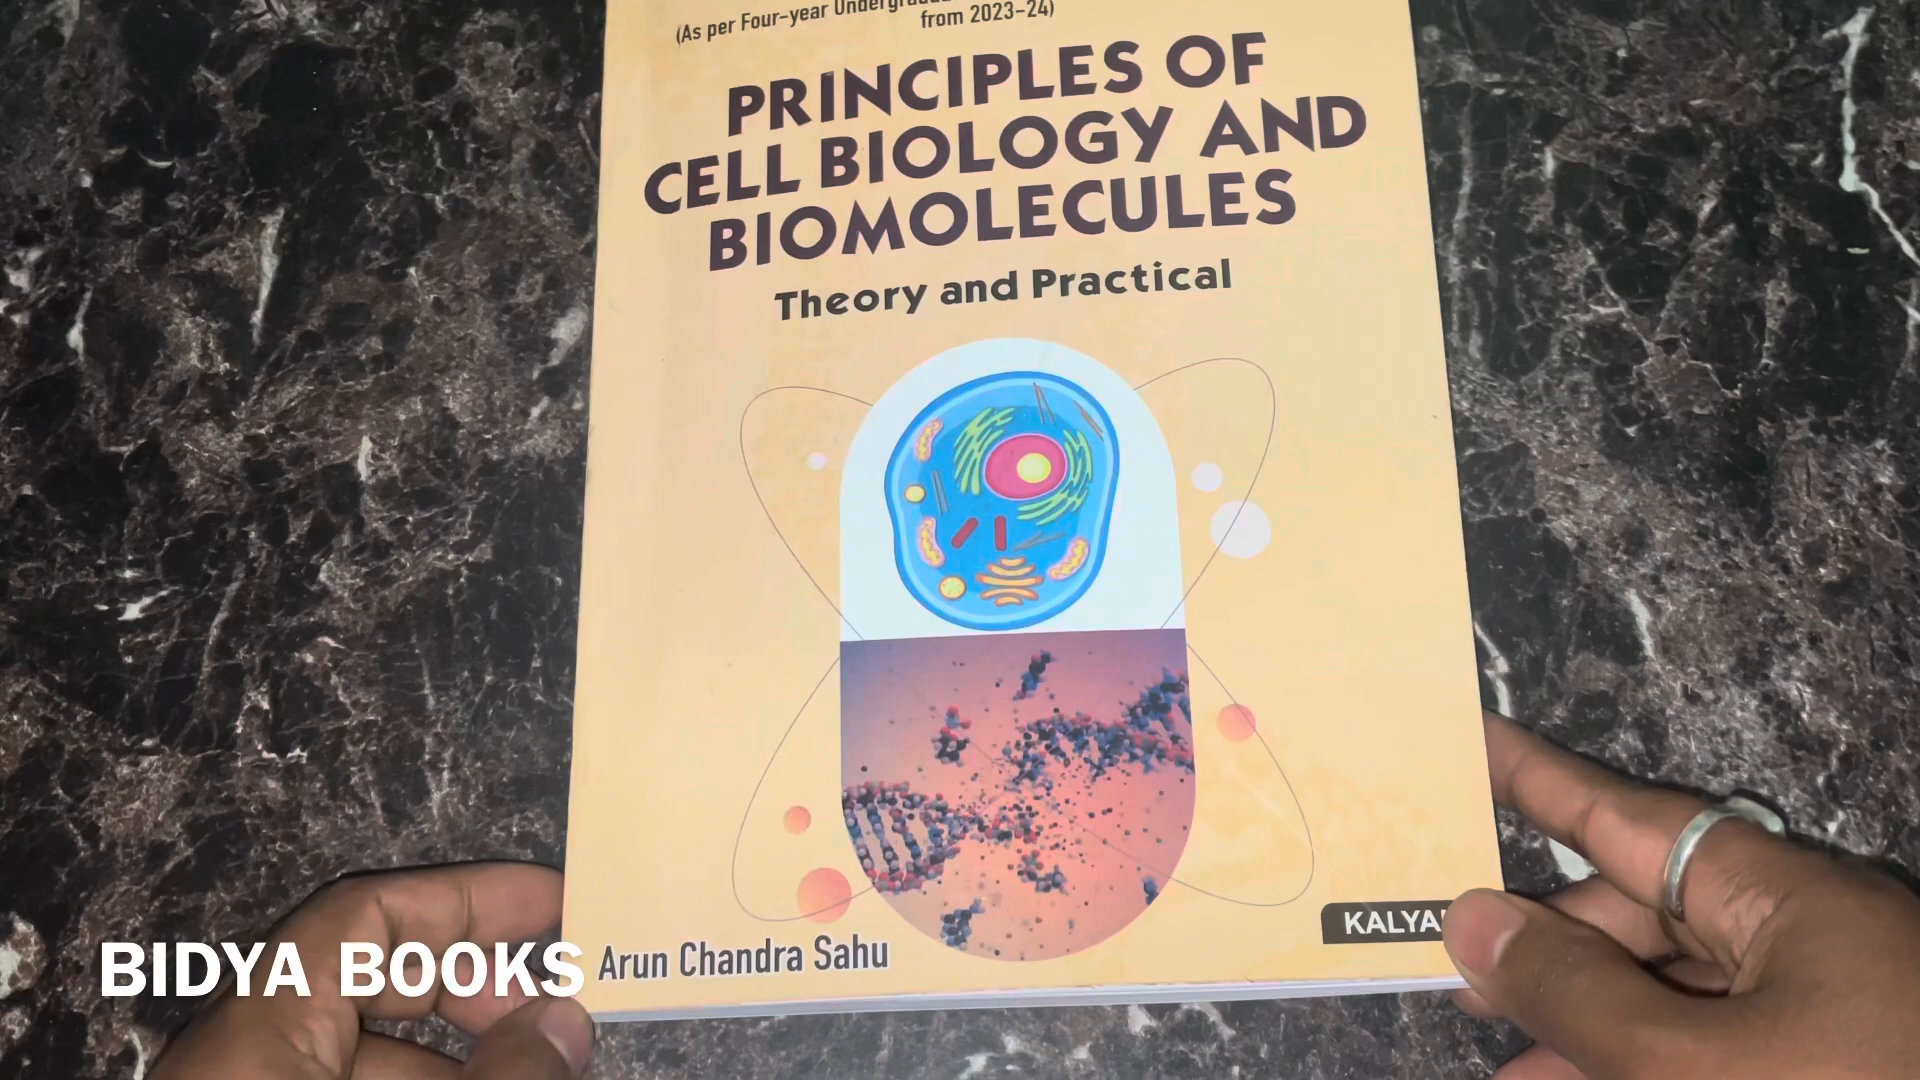 (As per Four-year
from 2023-24)
PRINCIPLES OF
CELL BIOLOGY AND
BIOMOLECULES
Theory and Practical
KALYA
Arun Chandra Sahu
BIDYA BOOKS